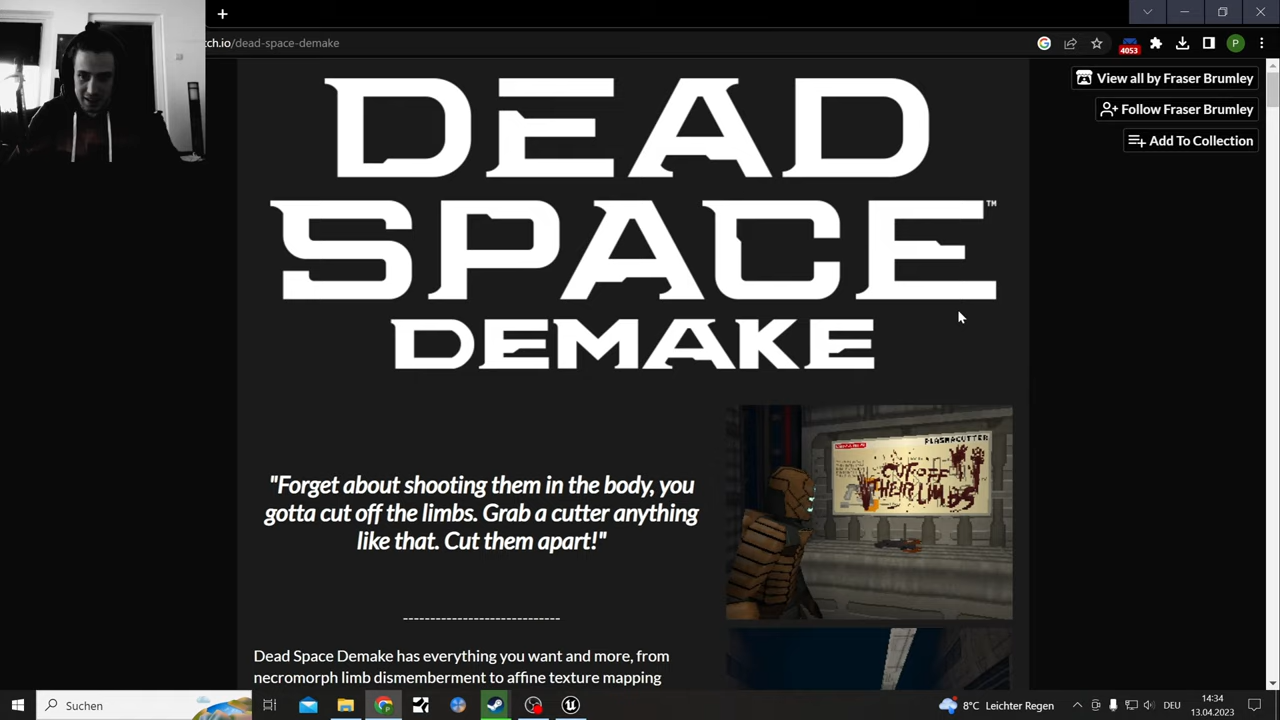 tch.io/dead-space-demake
4053
P
View all by Fraser Brumley
Follow Fraser Brumley
Add To Collection
DEAD
SPACE™
DEMAKE
PLASMACUTTER
CUT OFF
THEIR LIMBS
"Forget about shooting them in the body, you
gotta cut off the limbs. Grab a cutter anything
like that. Cut them apart!"
----------------------------
Dead Space Demake has everything you want and more, from
necromorph limb dismemberment to affine texture mapping
Suchen
8°C Leichter Regen
DEU
14:34
13.04.2023